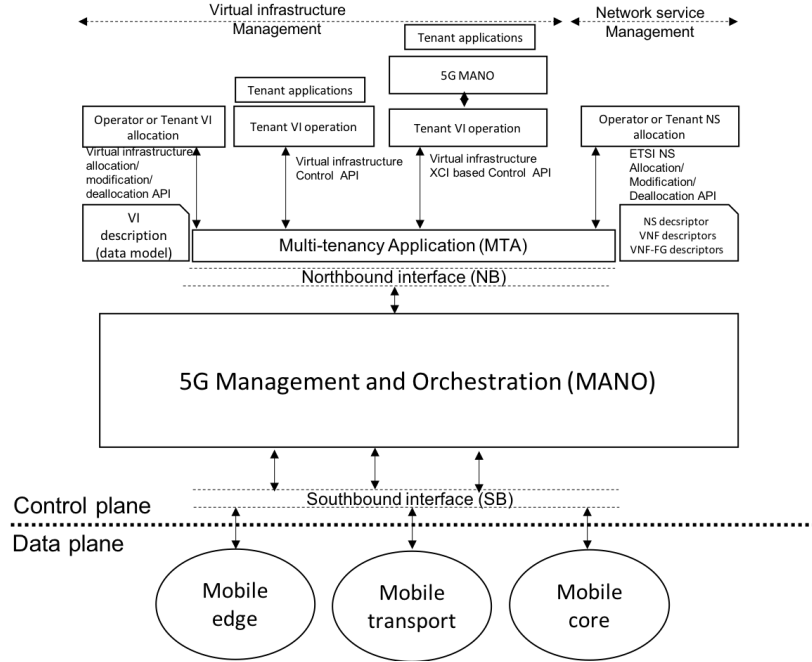 Virtual infrastructure
Management
Network service
Management
Tenant applications
5G MANO
Tenant applications
Operator or Tenant VI
allocation
Tenant VI operation
Tenant VI operation
Operator or Tenant NS
allocation
Virtual infrastructure
allocation/
modification/
deallocation API
Virtual infrastructure
Control API
Virtual infrastructure
XCI based Control API
ETSI NS
Allocation/
Modification/
Deallocation API
VI
description
(data model)
NS decsriptor
VNF descriptors
VNF-FG descriptors
Multi-tenancy Application (MTA)
Northbound interface (NB)
5G Management and Orchestration (MANO)
Southbound interface (SB)
Control plane
Data plane
Mobile
edge
Mobile
transport
Mobile
core